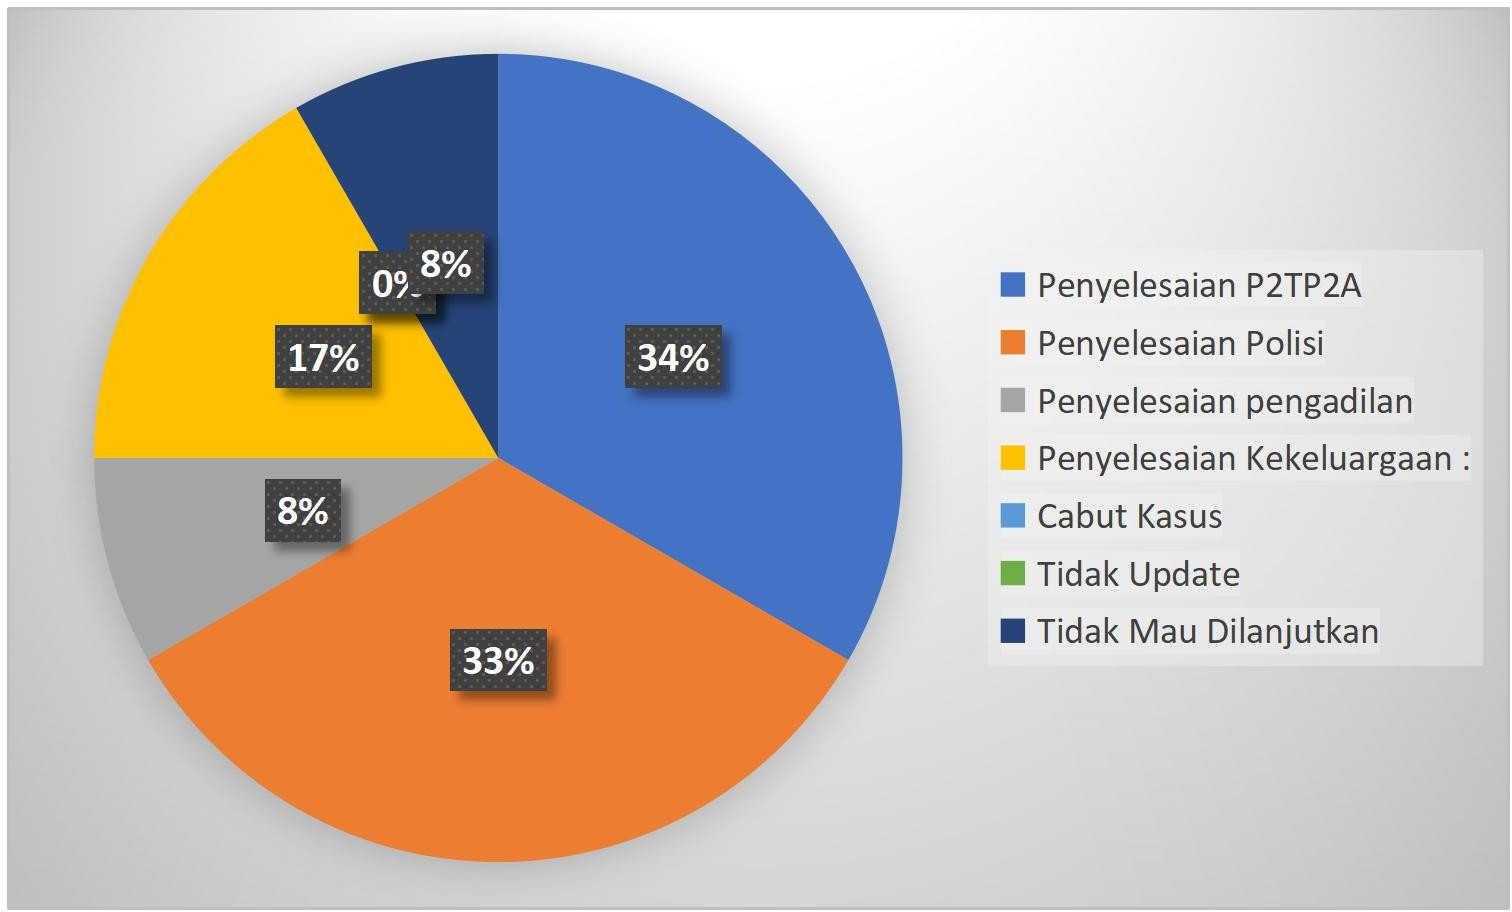 8%
0%
34%
17%
8%
33%
Penyelesaian P2TP2A
Penyelesaian Polisi
Penyelesaian pengadilan
Penyelesaian Kekeluargaan :
Cabut Kasus
Tidak Update
Tidak Mau Dilanjutkan